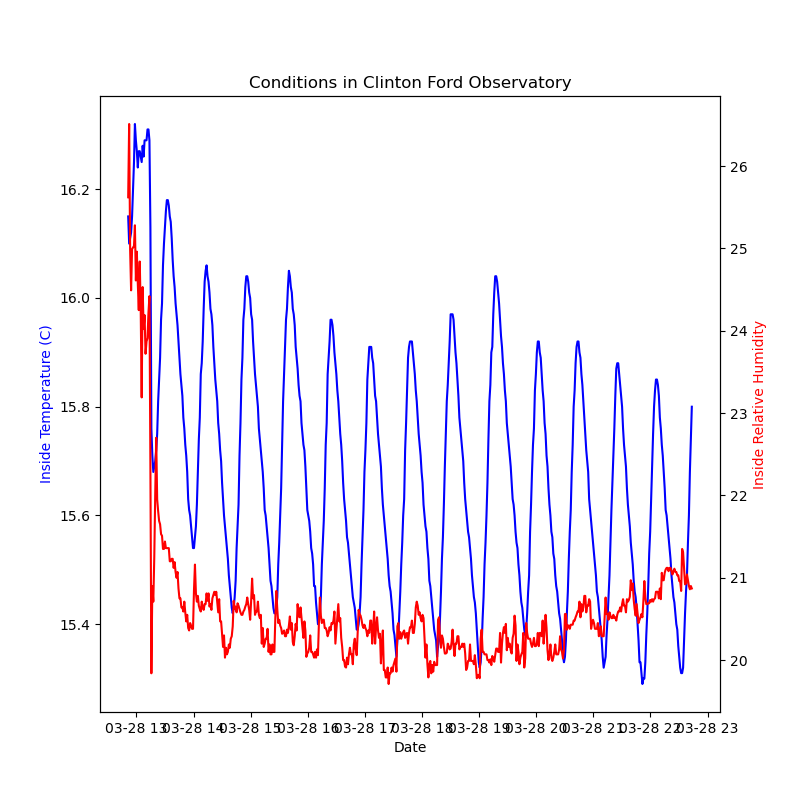 Conditions in Clinton Ford Observatory
Inside Temperature (C)
16.2
16.0
15.8
15.6
15.4
26
25
24
23
22
21
20
Inside Relative Humidity
03-28 13 03-28 14 03-28 15 03-28 16 03-28 17 03-28 18 03-28 19 03-28 20 03-28 21 03-28 22 03-28 23
Date